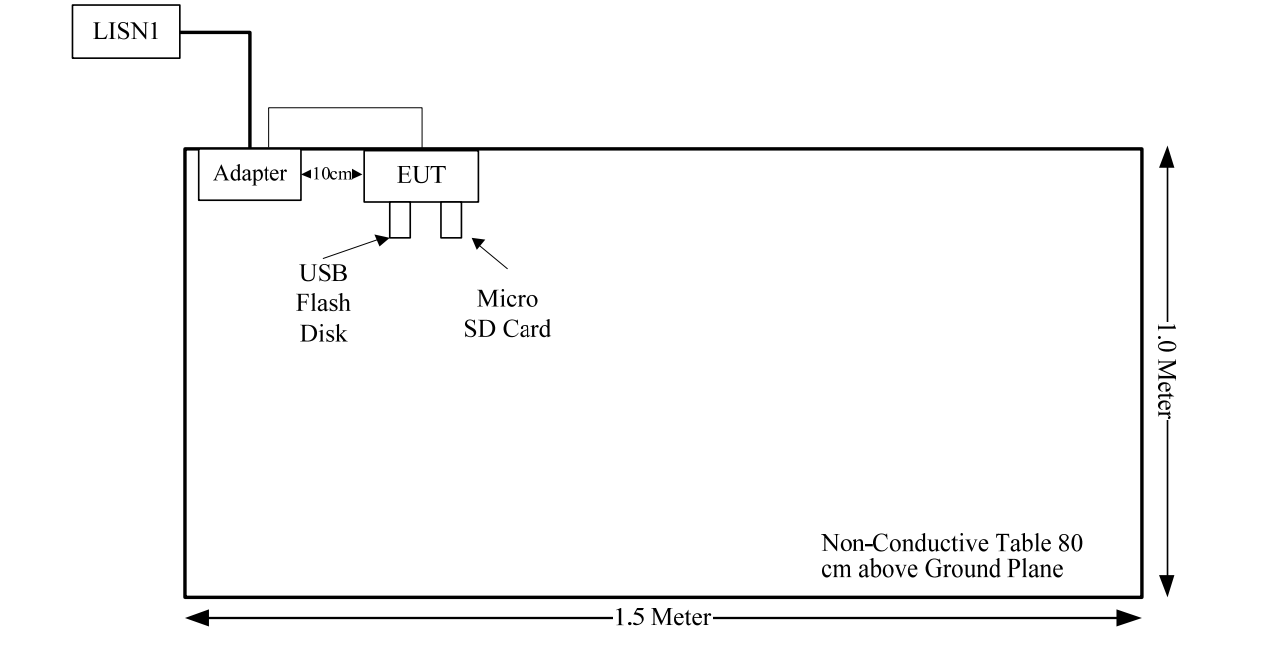 LISN1
Adapter
10cm
EUT
USB
Flash
Disk
Micro
SD Card
1.0 Meter
Non-Conductive Table 80
cm above Ground Plane
1.5 Meter